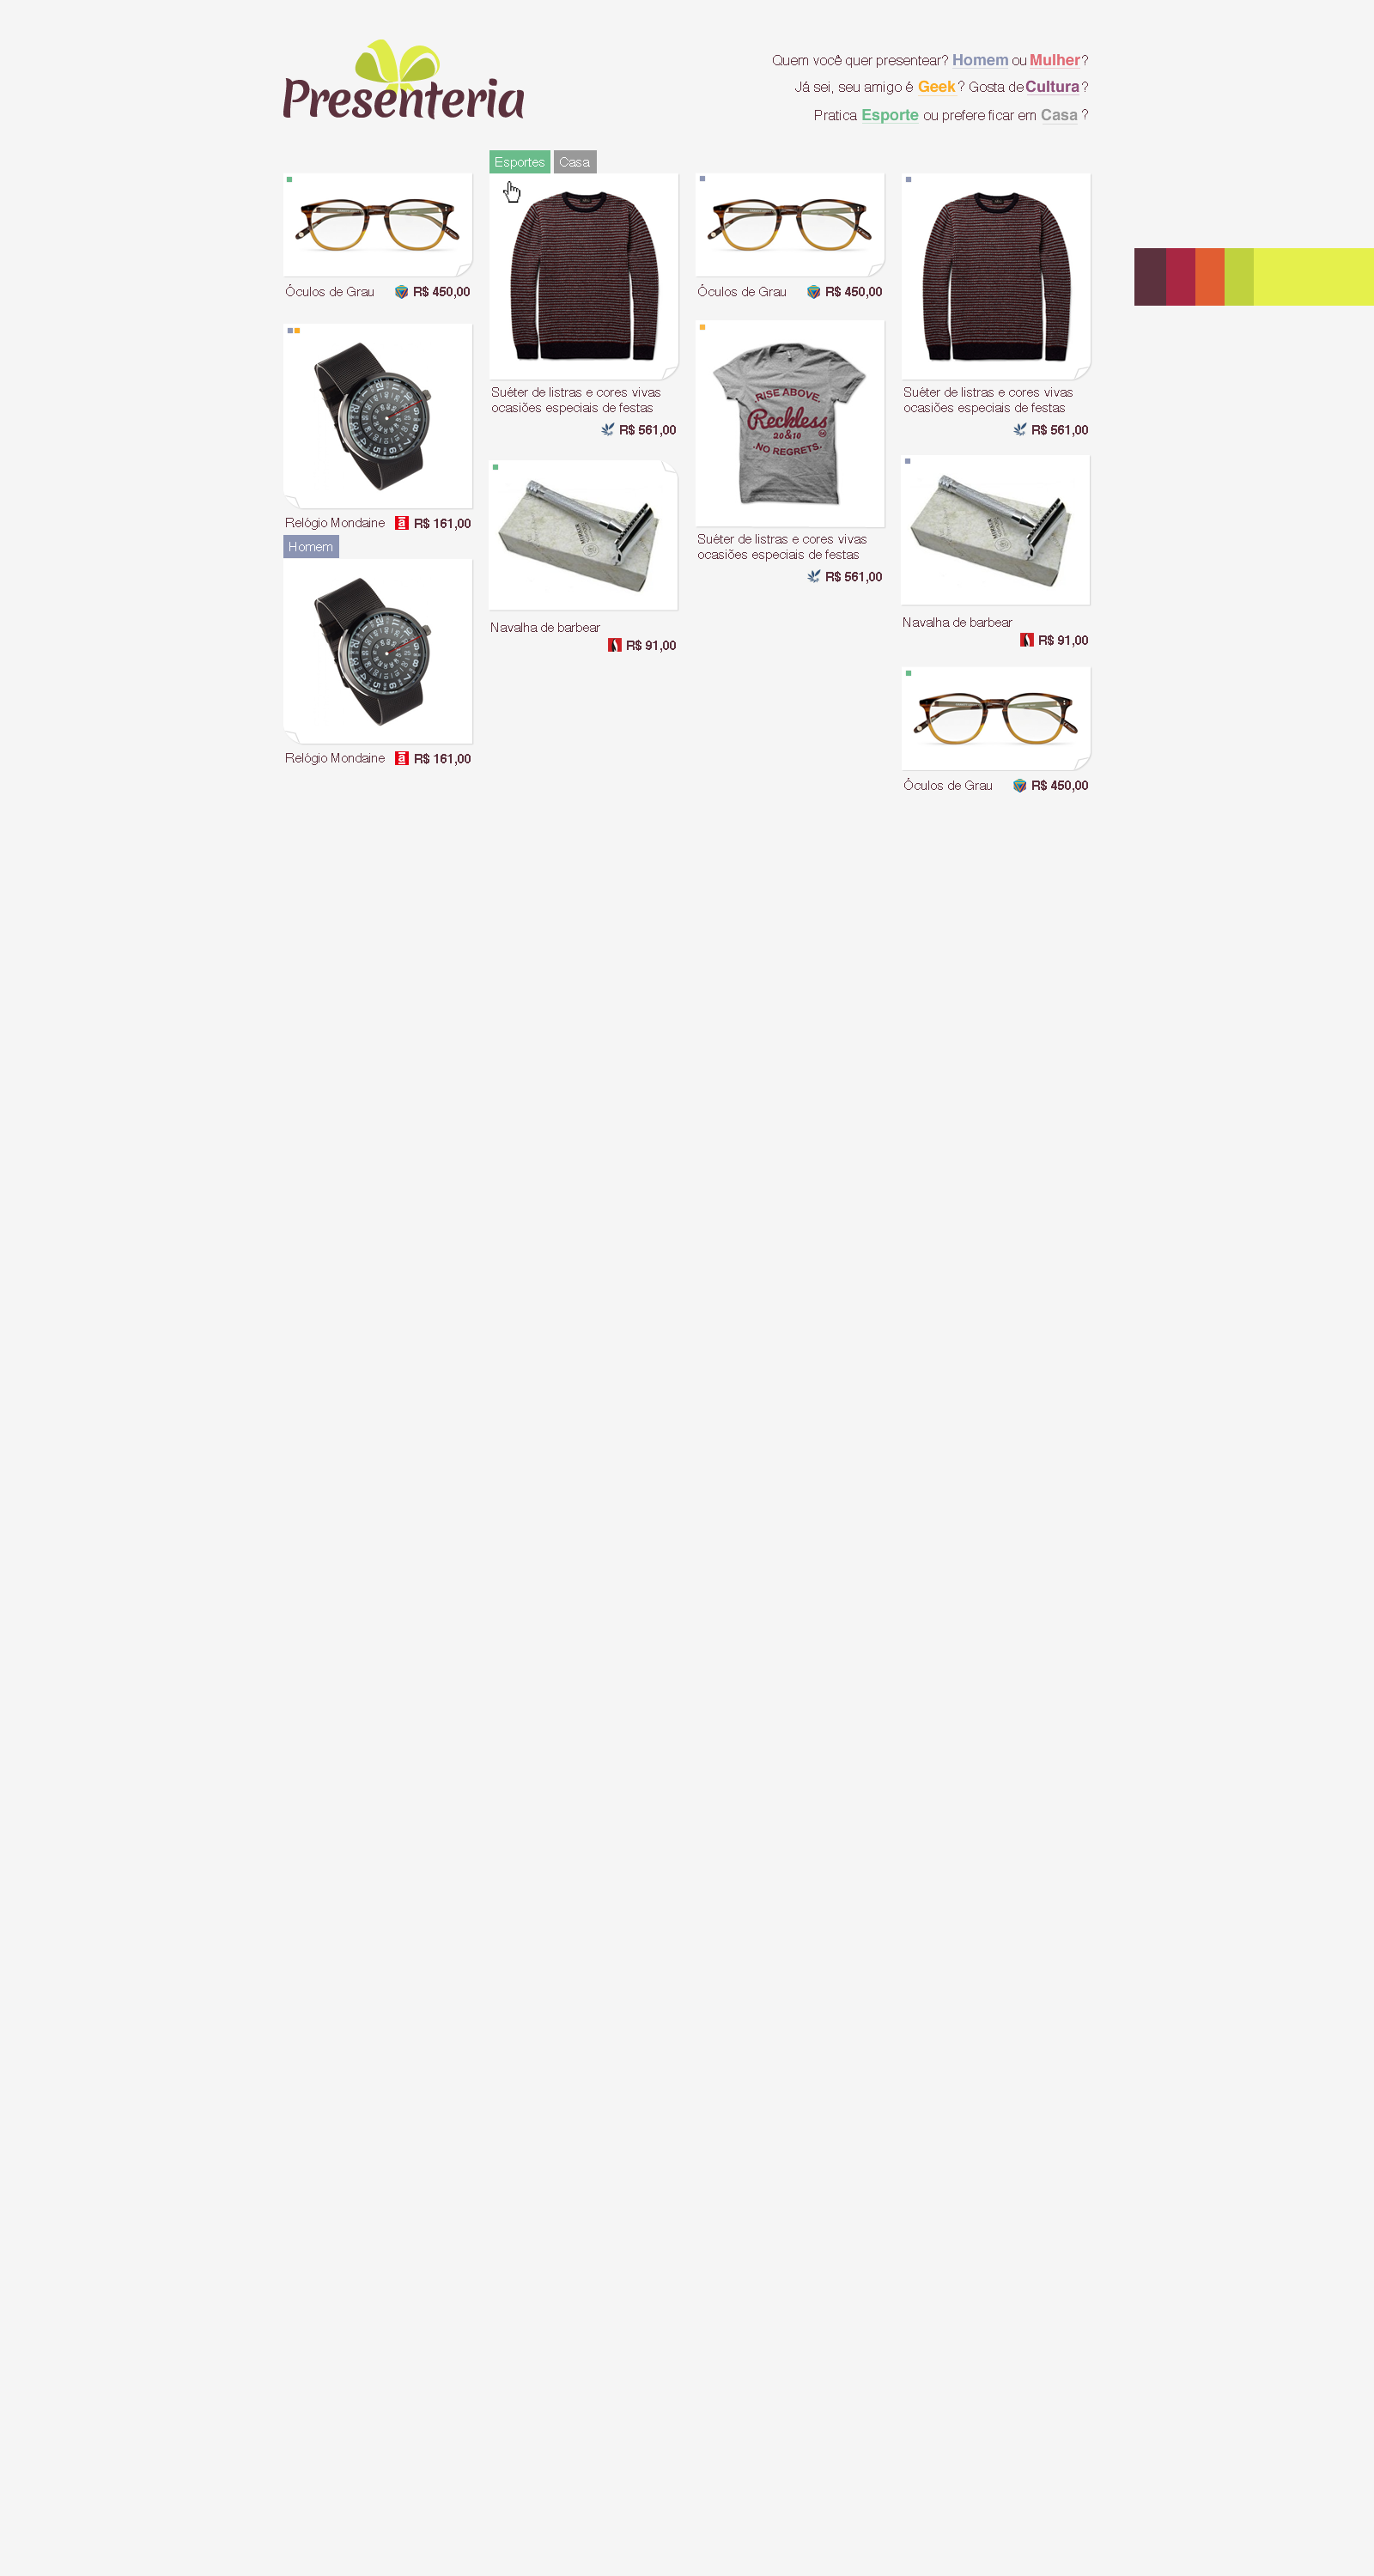 Presenteria
Quem você quer presentear? Homem ou Mulher?
Já sei, seu amigo é Geek? Gosta de Cultura?
Pratica Esporte ou prefere ficar em Casa ?
Esportes Casa
Óculos de Grau R$ 450,00
Relógio Mondaine R$ 161,00
Homem
Relógio Mondaine R$ 161,00
Suéter de listras e cores vivas
ocasiões especiais de festas
R$ 561,00
Navalha de barbear
R$ 91,00
Óculos de Grau R$ 450,00
RISE ABOVE.
Reckless
20&10
.NO REGRETS.
Suéter de listras e cores vivas
ocasiões especiais de festas
R$ 561,00
Suéter de listras e cores vivas
ocasiões especiais de festas
R$ 561,00
Navalha de barbear
R$ 91,00
Óculos de Grau R$ 450,00